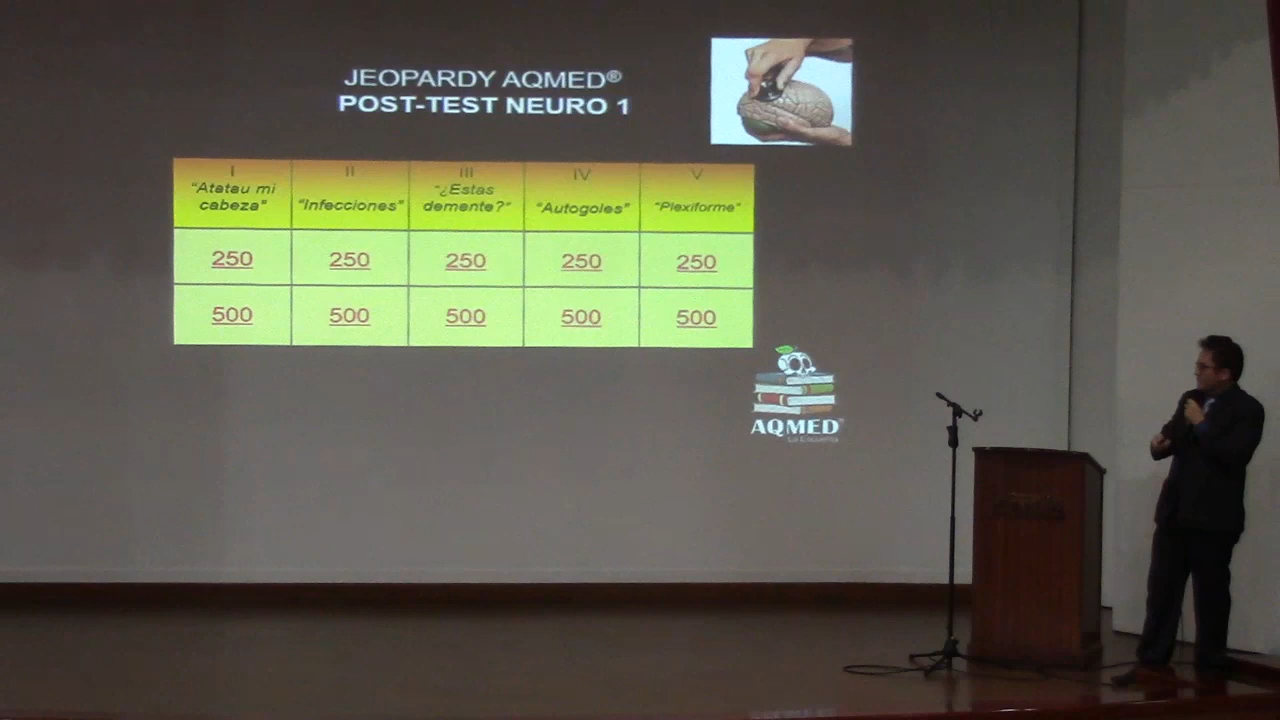 JEOPARDY AQMED®
POST-TEST NEURO 1
I II III IV V
"Atatau mi cabeza" "Infecciones" "¿Estas demente?" "Autogoles" "Plexiforme"
250 250 250 250 250
500 500 500 500 500
AQMED